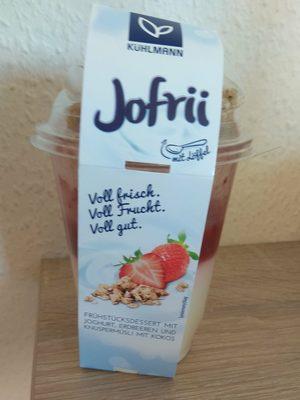 KÜHLMANN
Jofrii
mit Löffel
Voll frisch.
Voll Frucht.
Voll gut.
FRÜHSTÜCKSDESSERT MIT
JOGHURT, ERDBEEREN UND
KNUSPERMÜSLI MIT KOKOS